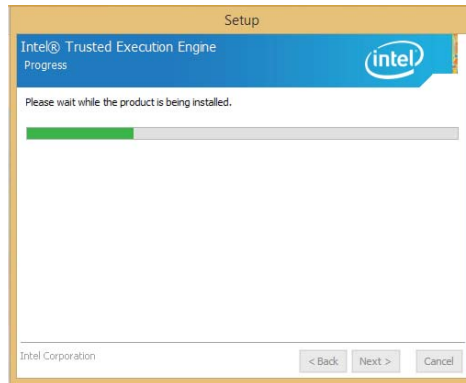 Setup
Intel® Trusted Execution Engine
Progress
intel
Please wait while the product is being installed.
Intel Corporation
< Back
Next >
Cancel